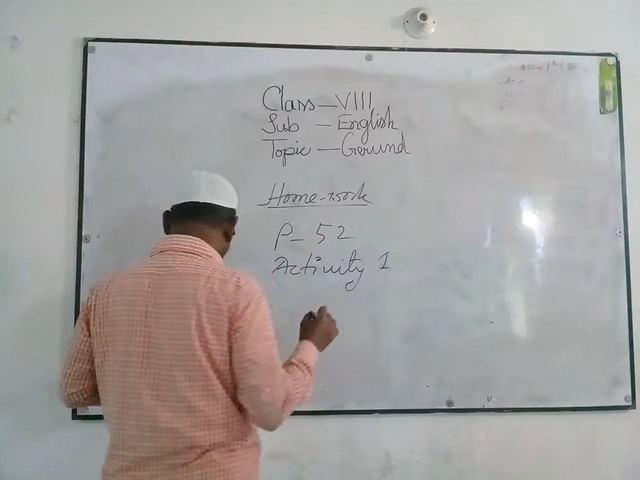 Class - VIII
Sub - English
Topic - Gerund
Home-work
P- 52
Activity 1